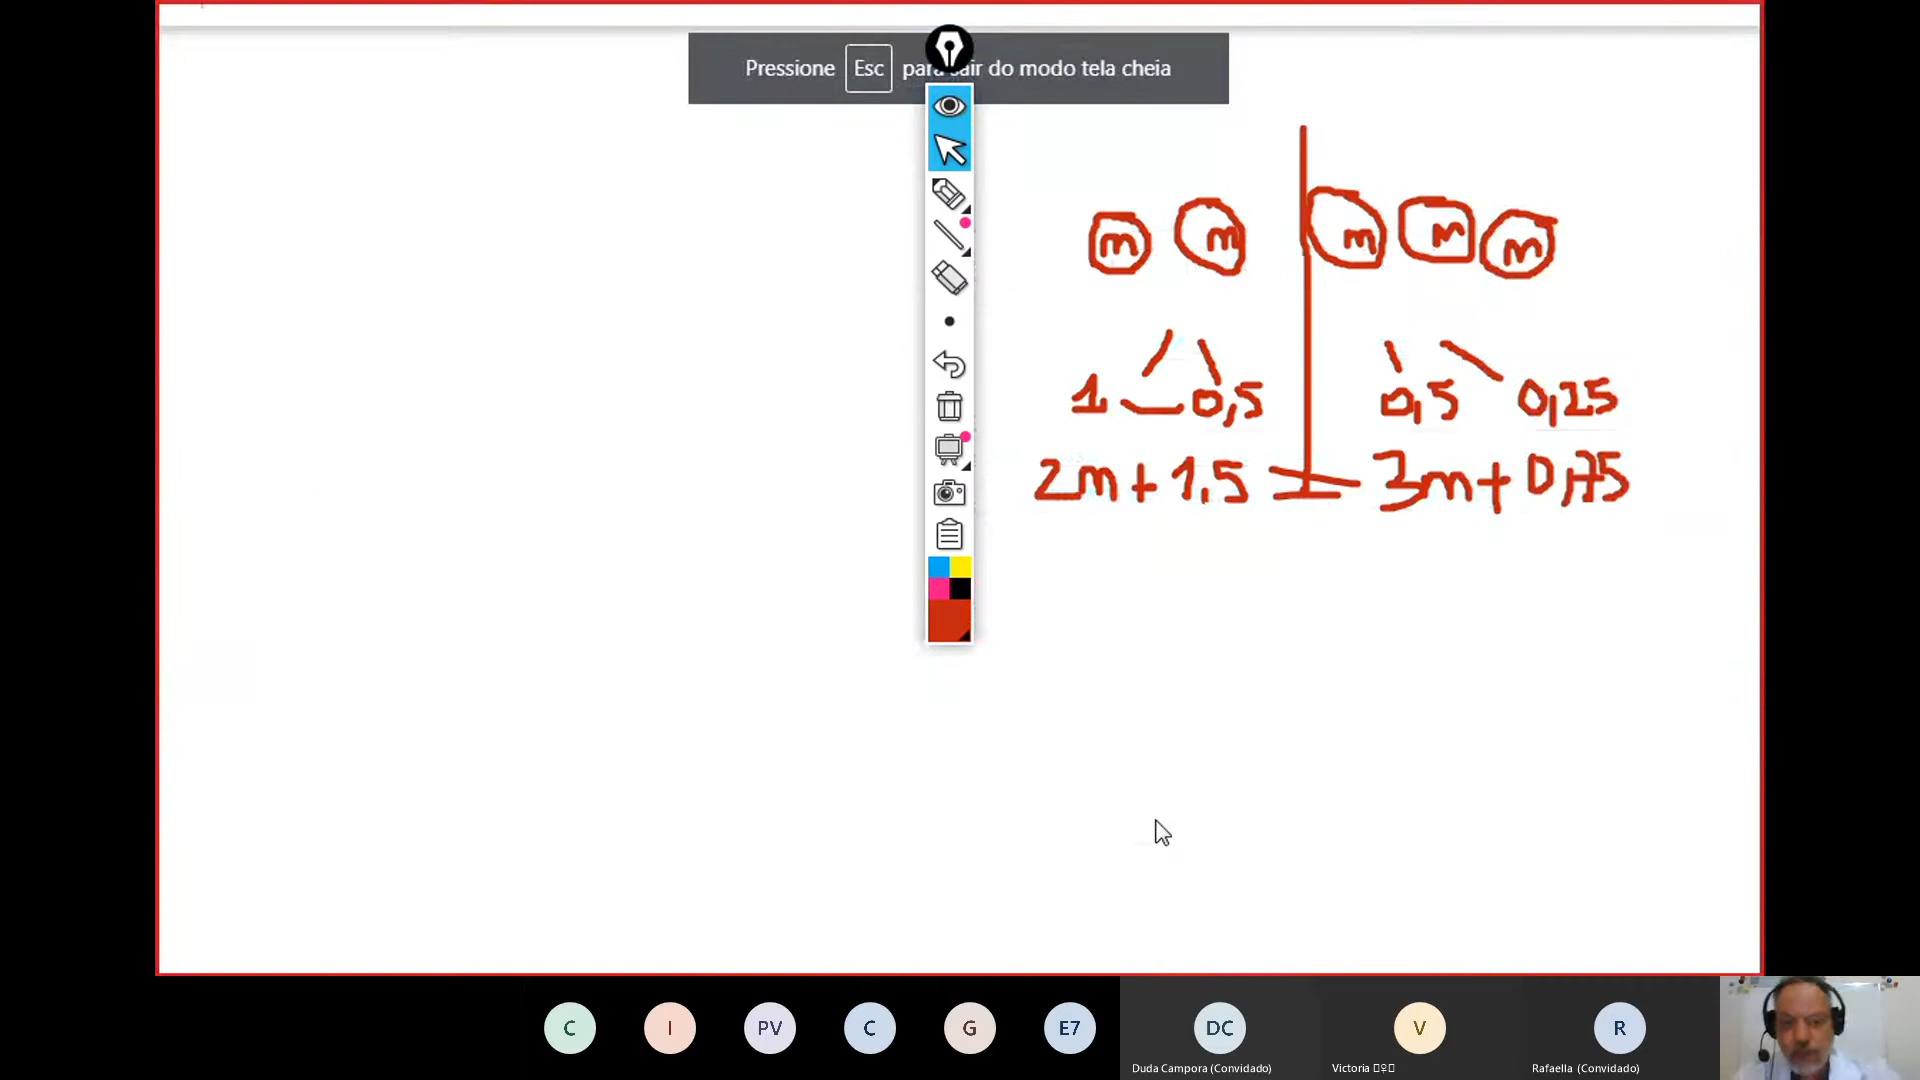 Pressione Esc para sair do modo tela cheia
m m m m m
1 0,5 0,5 0,25
2m + 1,5 = 3m + 0,75
C I PV C G E7 DC V R
Duda Campora (Convidado) Victoria Rafaella (Convidado)